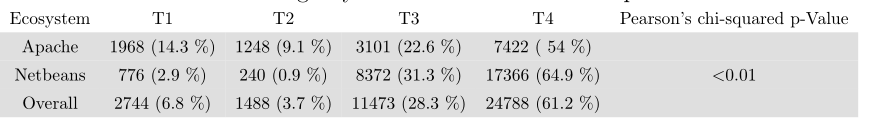 Ecosystem T1 T2 T3 T4 Pearson's chi-squared p-Value
Apache 1968 (14.3 %) 1248 (9.1 %) 3101 (22.6 %) 7422 ( 54 %)
Netbeans 776 (2.9 %) 240 (0.9 %) 8372 (31.3 %) 17366 (64.9 %) <0.01
Overall 2744 (6.8 %) 1488 (3.7 %) 11473 (28.3 %) 24788 (61.2 %)